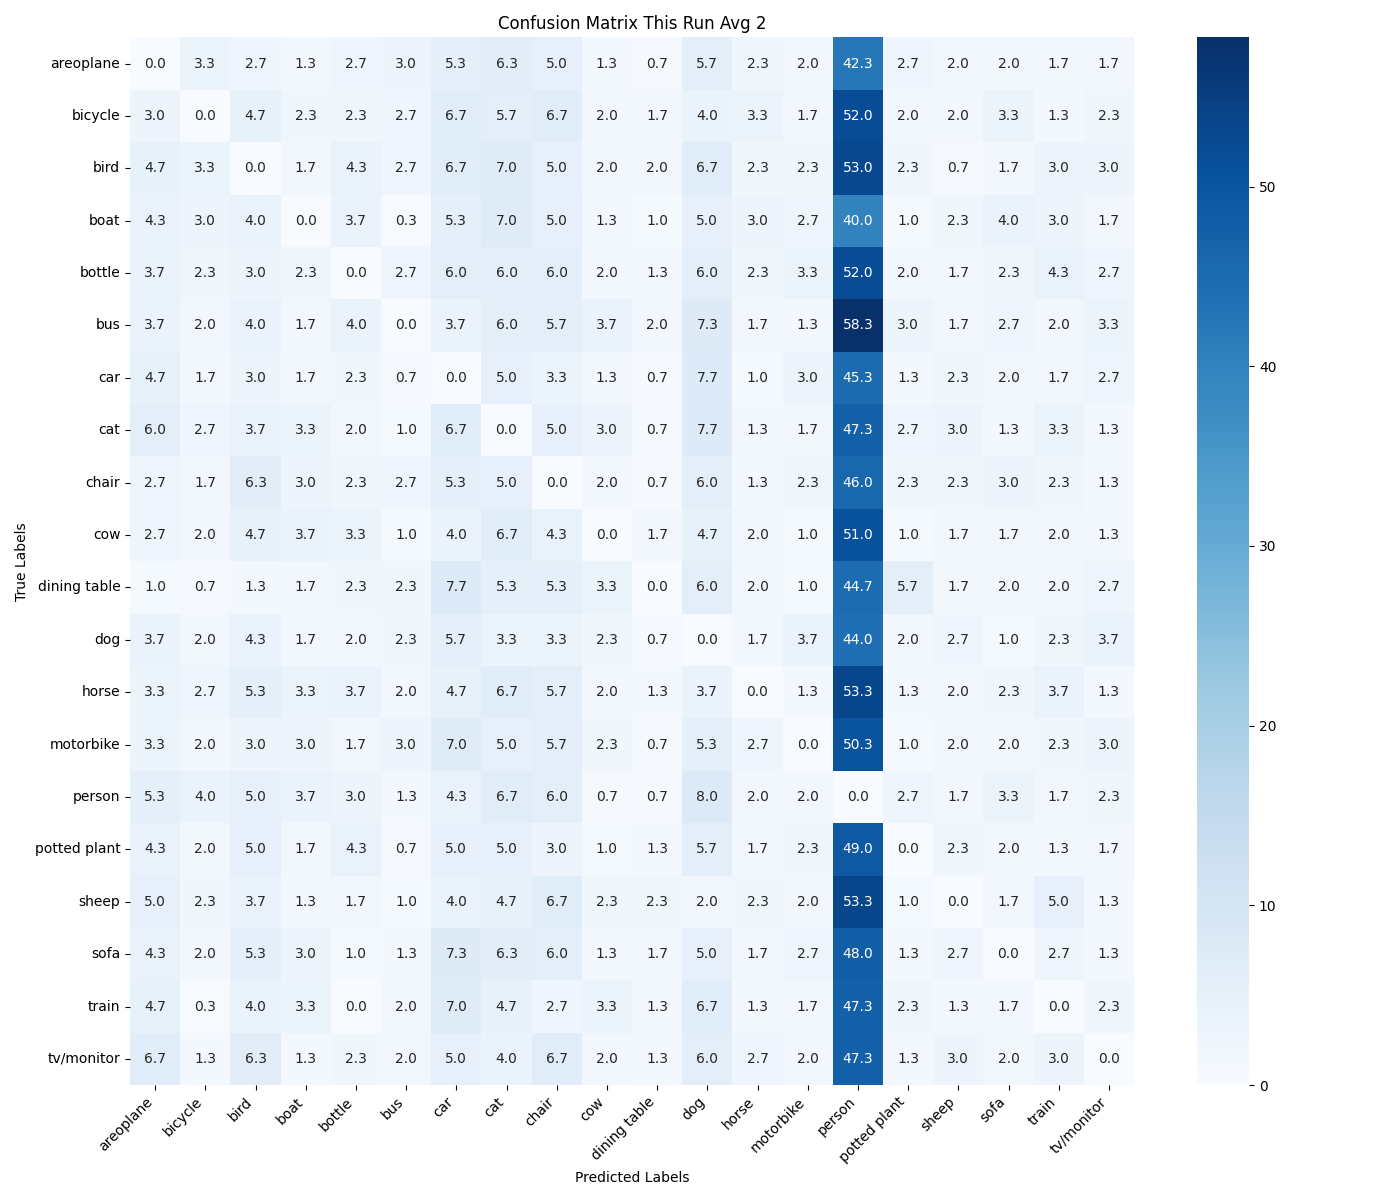 Confusion Matrix This Run Avg 2
areoplane 0.0 3.3 2.7 1.3 2.7 3.0 5.3 6.3 5.0 1.3 0.7 5.7 2.3 2.0 42.3 2.7 2.0 2.0 1.7 1.7
bicycle 3.0 0.0 4.7 2.3 2.3 2.7 6.7 5.7 6.7 2.0 1.7 4.0 3.3 1.7 52.0 2.0 2.0 3.3 1.3 2.3
bird 4.7 3.3 0.0 1.7 4.3 2.7 6.7 7.0 5.0 2.0 2.0 6.7 2.3 2.3 53.0 2.3 0.7 1.7 3.0 3.0
boat 4.3 3.0 4.0 0.0 3.7 0.3 5.3 7.0 5.0 1.3 1.0 5.0 3.0 2.7 40.0 1.0 2.3 4.0 3.0 1.7
bottle 3.7 2.3 3.0 2.3 0.0 2.7 6.0 6.0 6.0 2.0 1.3 6.0 2.3 3.3 52.0 2.0 1.7 2.3 4.3 2.7
bus 3.7 2.0 4.0 1.7 4.0 0.0 3.7 6.0 5.7 3.7 2.0 7.3 1.7 1.3 58.3 3.0 1.7 2.7 2.0 3.3
car 4.7 1.7 3.0 1.7 2.3 0.7 0.0 5.0 3.3 1.3 0.7 7.7 1.0 3.0 45.3 1.3 2.3 2.0 1.7 2.7
cat 6.0 2.7 3.7 3.3 2.0 1.0 6.7 0.0 5.0 3.0 0.7 7.7 1.3 1.7 47.3 2.7 3.0 1.3 3.3 1.3
chair 2.7 1.7 6.3 3.0 2.3 2.7 5.3 5.0 0.0 2.0 0.7 6.0 1.3 2.3 46.0 2.3 2.3 3.0 2.3 1.3
cow 2.7 2.0 4.7 3.7 3.3 1.0 4.0 6.7 4.3 0.0 1.7 4.7 2.0 1.0 51.0 1.0 1.7 1.7 2.0 1.3
dining table 1.0 0.7 1.3 1.7 2.3 2.3 7.7 5.3 5.3 3.3 0.0 6.0 2.0 1.0 44.7 5.7 1.7 2.0 2.0 2.7
dog 3.7 2.0 4.3 1.7 2.0 2.3 5.7 3.3 3.3 2.3 0.7 0.0 1.7 3.7 44.0 2.0 2.7 1.0 2.3 3.7
horse 3.3 2.7 5.3 3.3 3.7 2.0 4.7 6.7 5.7 2.0 1.3 3.7 0.0 1.3 53.3 1.3 2.0 2.3 3.7 1.3
motorbike 3.3 2.0 3.0 3.0 1.7 3.0 7.0 5.0 5.7 2.3 0.7 5.3 2.7 0.0 50.3 1.0 2.0 2.0 2.3 3.0
person 5.3 4.0 5.0 3.7 3.0 1.3 4.3 6.7 6.0 0.7 0.7 8.0 2.0 2.0 0.0 2.7 1.7 3.3 1.7 2.3
potted plant 4.3 2.0 5.0 1.7 4.3 0.7 5.0 5.0 3.0 1.0 1.3 5.7 1.7 2.3 49.0 0.0 2.3 2.0 1.3 1.7
sheep 5.0 2.3 3.7 1.3 1.7 1.0 4.0 4.7 6.7 2.3 2.3 2.0 2.3 2.0 53.3 1.0 0.0 1.7 5.0 1.3
sofa 4.3 2.0 5.3 3.0 1.0 1.3 7.3 6.3 6.0 1.3 1.7 5.0 1.7 2.7 48.0 1.3 2.7 0.0 2.7 1.3
train 4.7 0.3 4.0 3.3 0.0 2.0 7.0 4.7 2.7 3.3 1.3 6.7 1.3 1.7 47.3 2.3 1.3 1.7 0.0 2.3
tv/monitor 6.7 1.3 6.3 1.3 2.3 2.0 5.0 4.0 6.7 2.0 1.3 6.0 2.7 2.0 47.3 1.3 3.0 2.0 3.0 0.0
areoplane bicycle bird boat bottle bus car cat chair cow dining table dog horse motorbike person potted plant sheep sofa train tv/monitor
Predicted Labels
True Labels
50
40
30
20
10
0